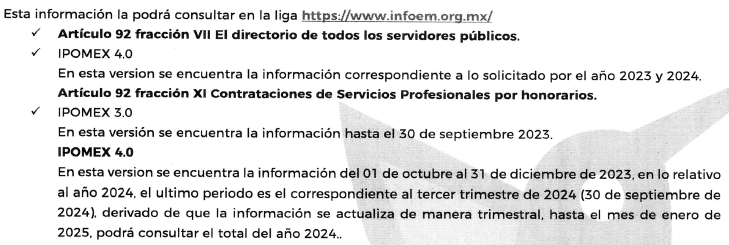 Esta información la podrá consultar en la liga https://www.infoem.org.mx/
✓ Artículo 92 fracción VII El directorio de todos los servidores públicos.
✓ IPOMEX 4.0
En esta version se encuentra la información correspondiente a lo solicitado por el año 2023 y 2024.
Artículo 92 fracción XI Contrataciones de Servicios Profesionales por honorarios.
✓ IPOMEX 3.0
En esta versión se encuentra la información hasta el 30 de septiembre 2023.
IPOMEX 4.0
En esta version se encuentra la información del 01 de octubre al 31 de diciembre de 2023, en lo relativo
al año 2024, el ultimo periodo es el correspondiente al tercer trimestre de 2024 (30 de septiembre de
2024), derivado de que la información se actualiza de manera trimestral, hasta el mes de enero de
2025, podrá consultar el total del año 2024..